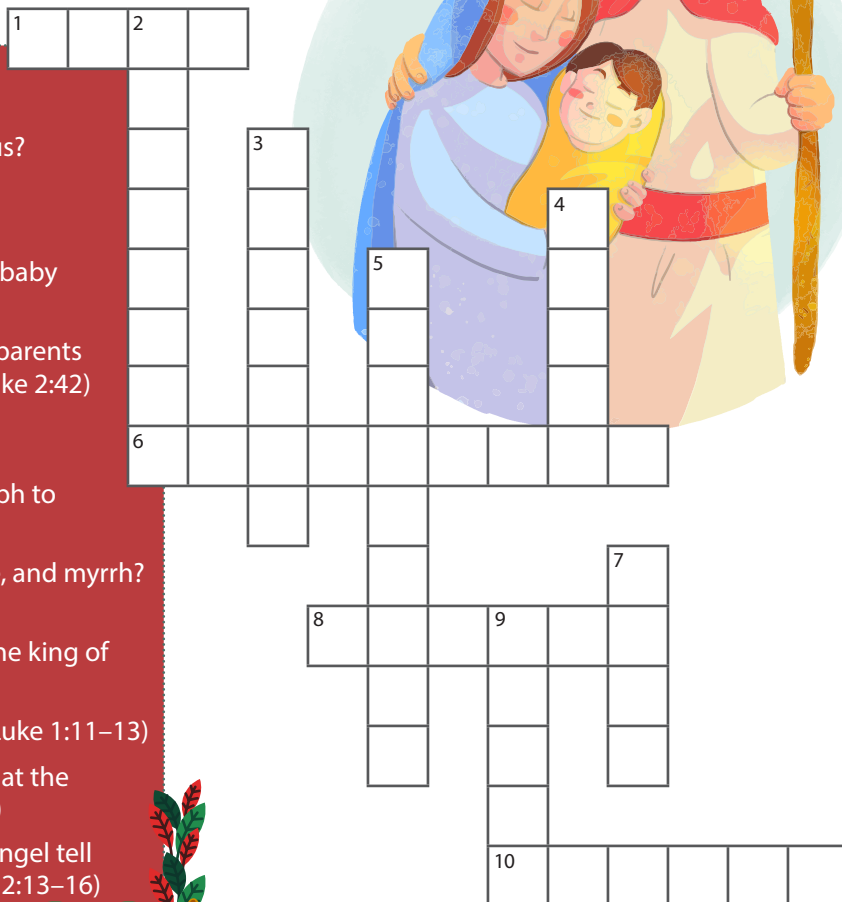 us?
baby
parents
ke 2:42)
ph to
, and myrrh?
he king of
Luke 1:11–13)
at the
)
ngel tell
2:13–16)
1
2
3
4
5
6
7
8
9
10